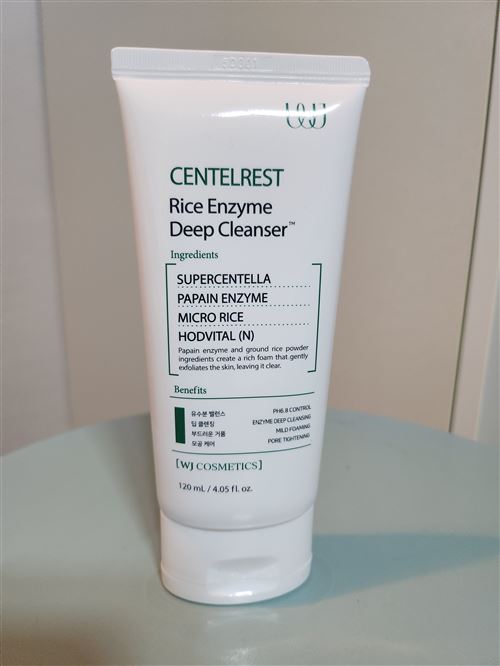 CENTELREST
Rice Enzyme
Deep Cleanser™
Ingredients
SUPERCENTELLA
PAPAIN ENZYME
MICRO RICE
HODVITAL (N)
Papain enzyme and ground rice powder
ingredients create a rich foam that gently
exfoliates the skin, leaving it clear.
Benefits
유수분 밸런스 PH6.8 CONTROL
딥 클렌징 ENZYME DEEP CLEANSING
부드러운 거품 MILD FOAMING
모공 케어 PORE TIGHTENING
[WJ COSMETICS]
120 mL / 4.05 fl. oz.